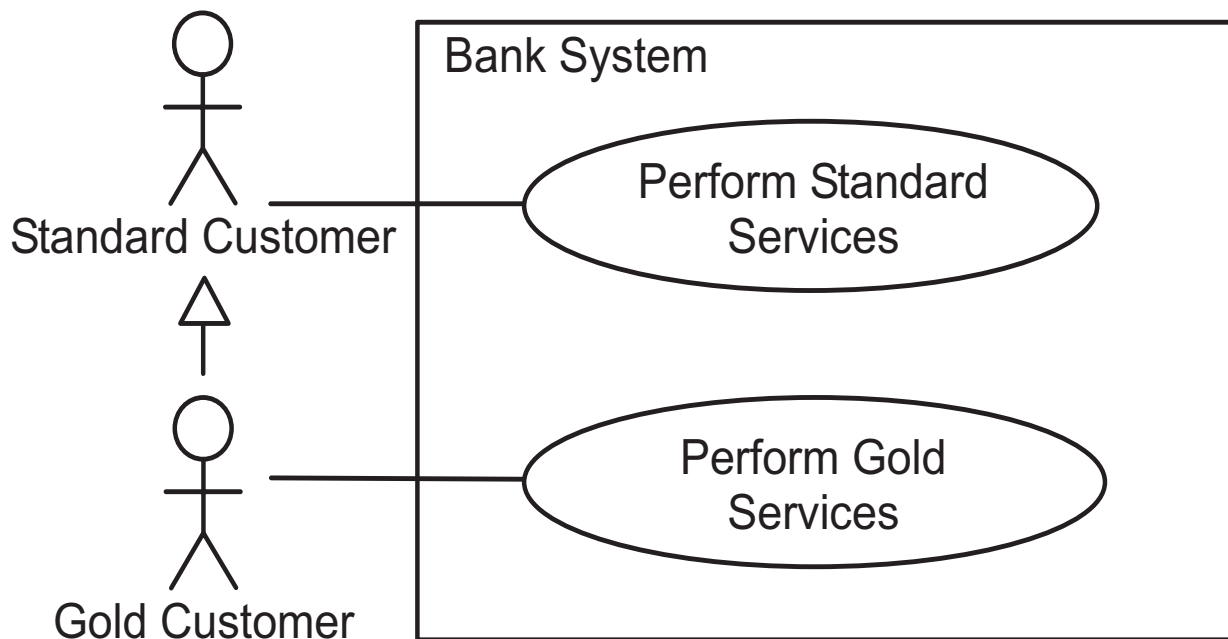 Bank System
Perform Standard
Services
Standard Customer
Perform Gold
Services
Gold Customer